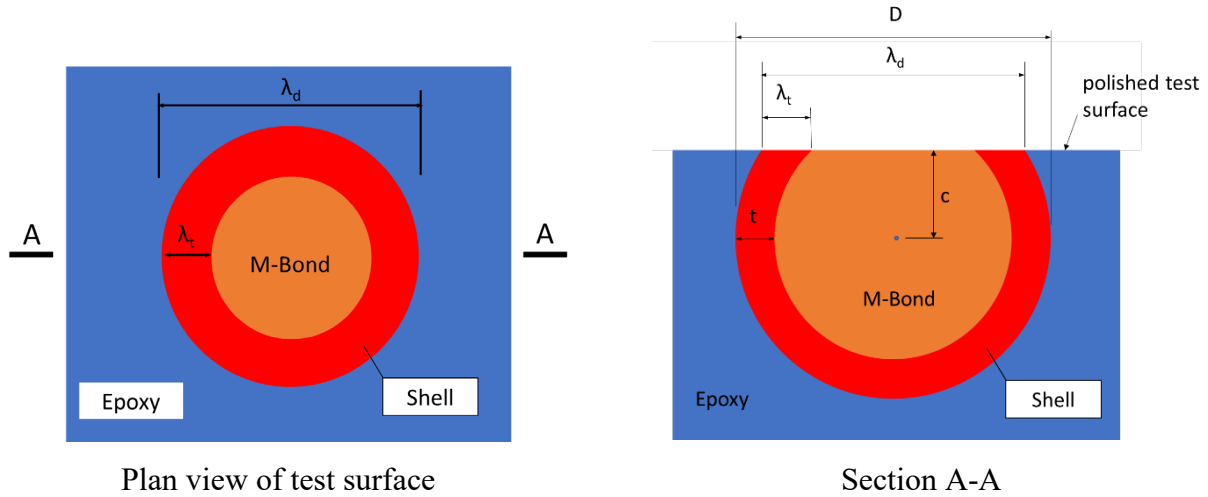 λd
A
λt
A
M-Bond
Epoxy
Shell
Plan view of test surface
D
λd
λt
polished test
surface
c
t
M-Bond
Epoxy
Shell
Section A-A